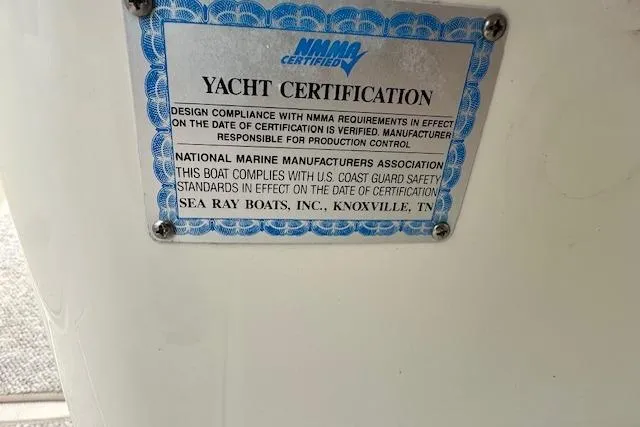 NMMA
CERTIFIED
YACHT CERTIFICATION
DESIGN COMPLIANCE WITH NMMA REQUIREMENTS IN EFFECT
ON THE DATE OF CERTIFICATION IS VERIFIED. MANUFACTURER
RESPONSIBLE FOR PRODUCTION CONTROL
NATIONAL MARINE MANUFACTURERS ASSOCIATION
THIS BOAT COMPLIES WITH U.S. COAST GUARD SAFETY
STANDARDS IN EFFECT ON THE DATE OF CERTIFICATION
SEA RAY BOATS, INC., KNOXVILLE, TN